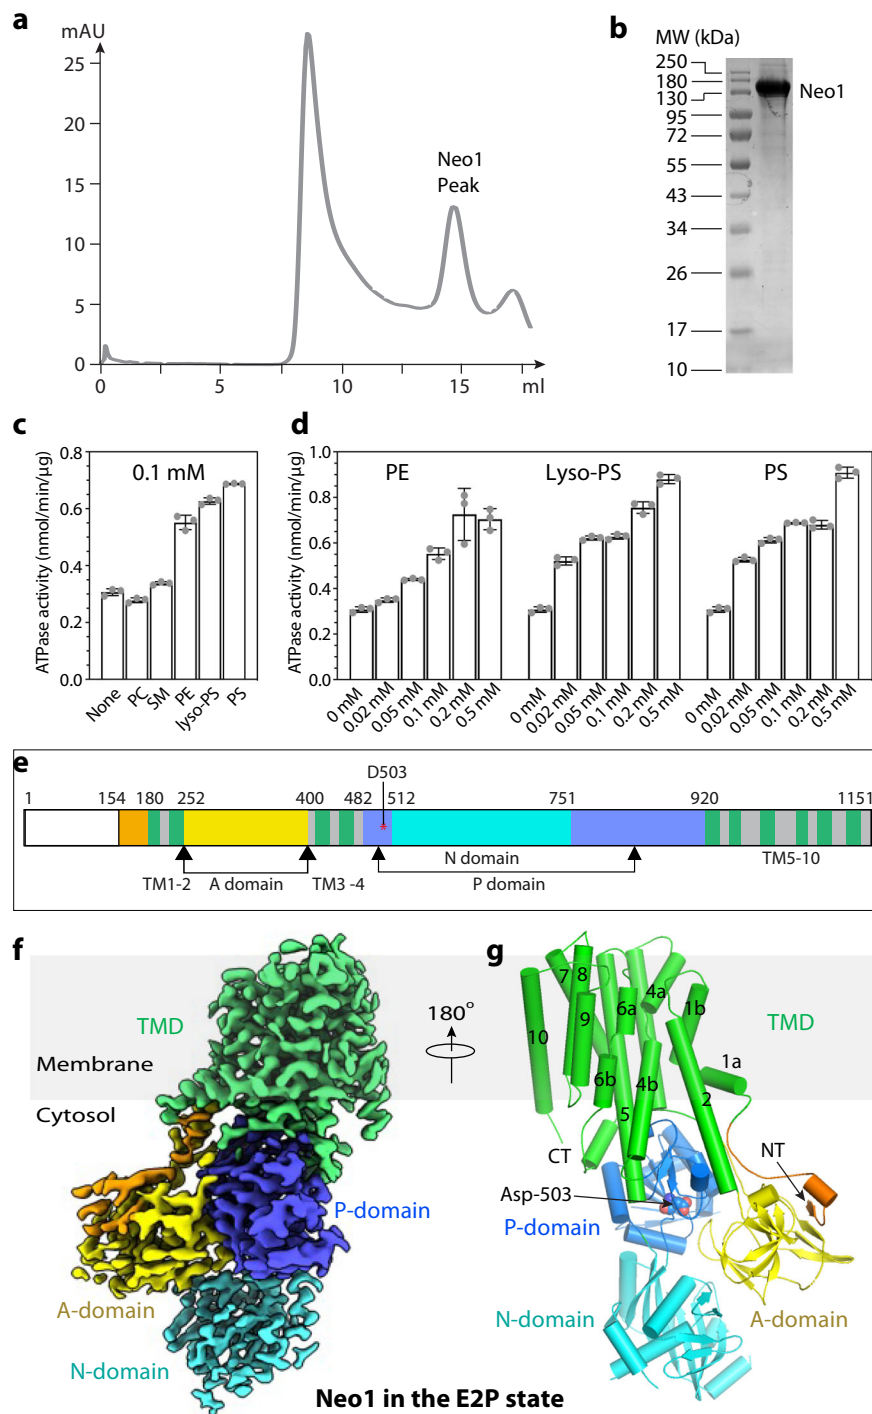 a
mAU
25
20
15
10
5
0
0
5
10
15
ml
Neo1
Peak
b
MW (kDa)
250
180
130
95
72
55
43
34
26
17
10
Neo1
c
ATPase activity (nmol/min/µg)
0.8
0.6
0.4
0.2
0.0
0.1 mM
None
PC
SM
PE
lyso-PS
PS
d
ATPase activity (nmol/min/µg)
1.0
0.8
0.6
0.4
0.2
0.0
PE
Lyso-PS
PS
0 mM
0.02 mM
0.05 mM
0.1 mM
0.2 mM
0.5 mM
0 mM
0.02 mM
0.05 mM
0.1 mM
0.2 mM
0.5 mM
0 mM
0.02 mM
0.05 mM
0.1 mM
0.2 mM
0.5 mM
e
D503
1 154 180 252 400 482 512 751 920 1151
*
TM1-2
A domain
TM3 -4
N domain
P domain
TM5-10
f
TMD
Membrane
Cytosol
P-domain
A-domain
N-domain
180°
g
7
8
4a
6a
1b
9
10
TMD
1a
6b
4b
2
5
CT
NT
Asp-503
P-domain
N-domain
A-domain
Neo1 in the E2P state